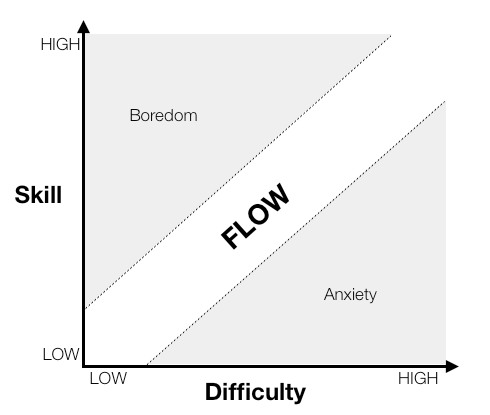 HIGH
Boredom
Skill
FLOW
Anxiety
LOW
LOW
HIGH
Difficulty